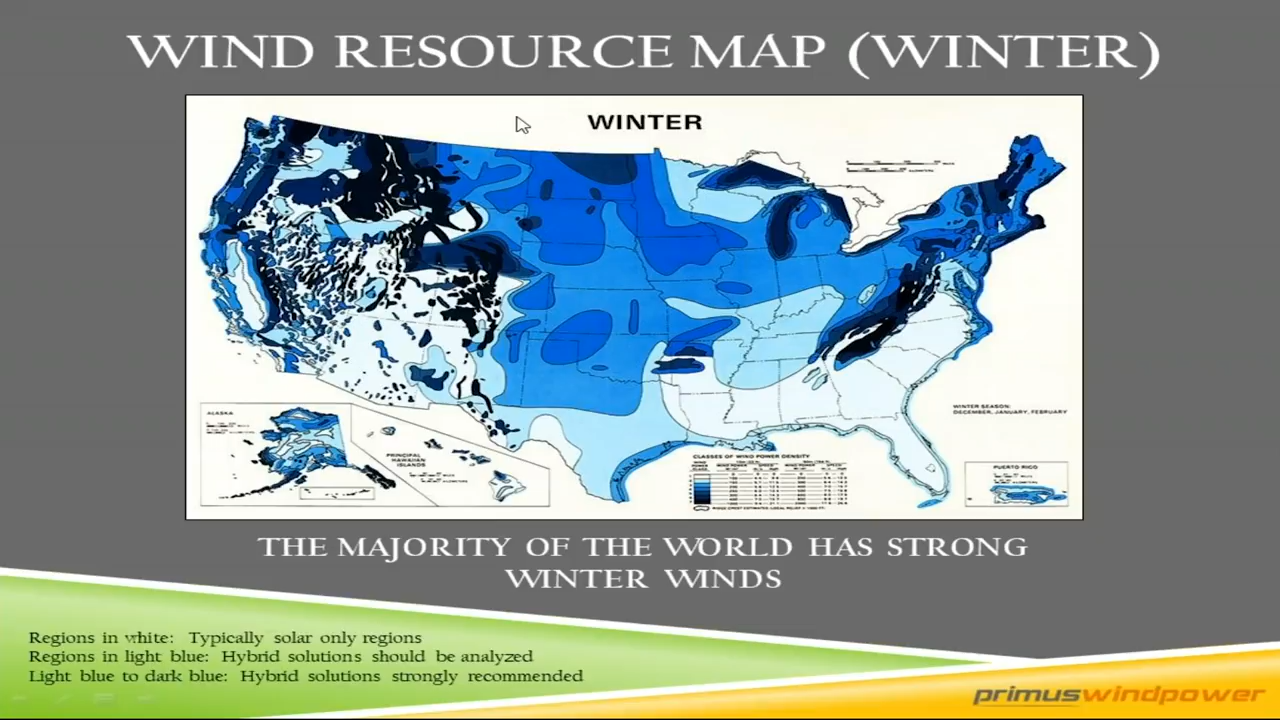 WIND RESOURCE MAP (WINTER)
WINTER
WINTER SEASON:
DECEMBER, JANUARY, FEBRUARY
ALASKA
PRINCIPAL
HAWAIIAN
ISLANDS
CLASSES OF WIND POWER DENSITY
PUERTO RICO
THE MAJORITY OF THE WORLD HAS STRONG
WINTER WINDS
Regions in white: Typically solar only regions
Regions in light blue: Hybrid solutions should be analyzed
Light blue to dark blue: Hybrid solutions strongly recommended
primuswindpower